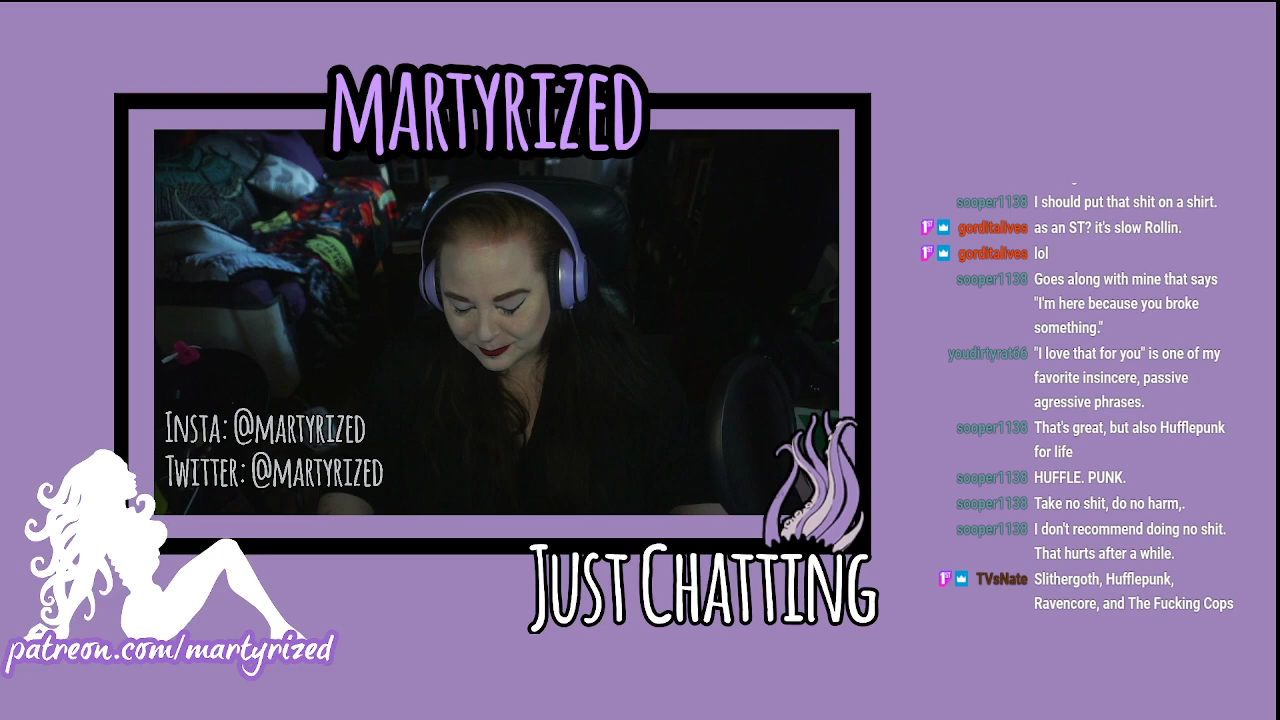 MARTYRIZED
INSTA: @MARTYRIZED
TWITTER: @MARTYRIZED
JUST CHATTING
patreon.com/martyrized
sooper1138 I should put that shit on a shirt.
gorditalives as an ST? it's slow Rollin.
gorditalives lol
sooper1138 Goes along with mine that says
"I'm here because you broke
something."
youdirtyrat66 "I love that for you" is one of my
favorite insincere, passive
agressive phrases.
sooper1138 That's great, but also Hufflepunk
for life
sooper1138 HUFFLE. PUNK.
sooper1138 Take no shit, do no harm,.
sooper1138 I don't recommend doing no shit.
That hurts after a while.
TVsNate Slithergoth, Hufflepunk,
Ravencore, and The Fucking Cops